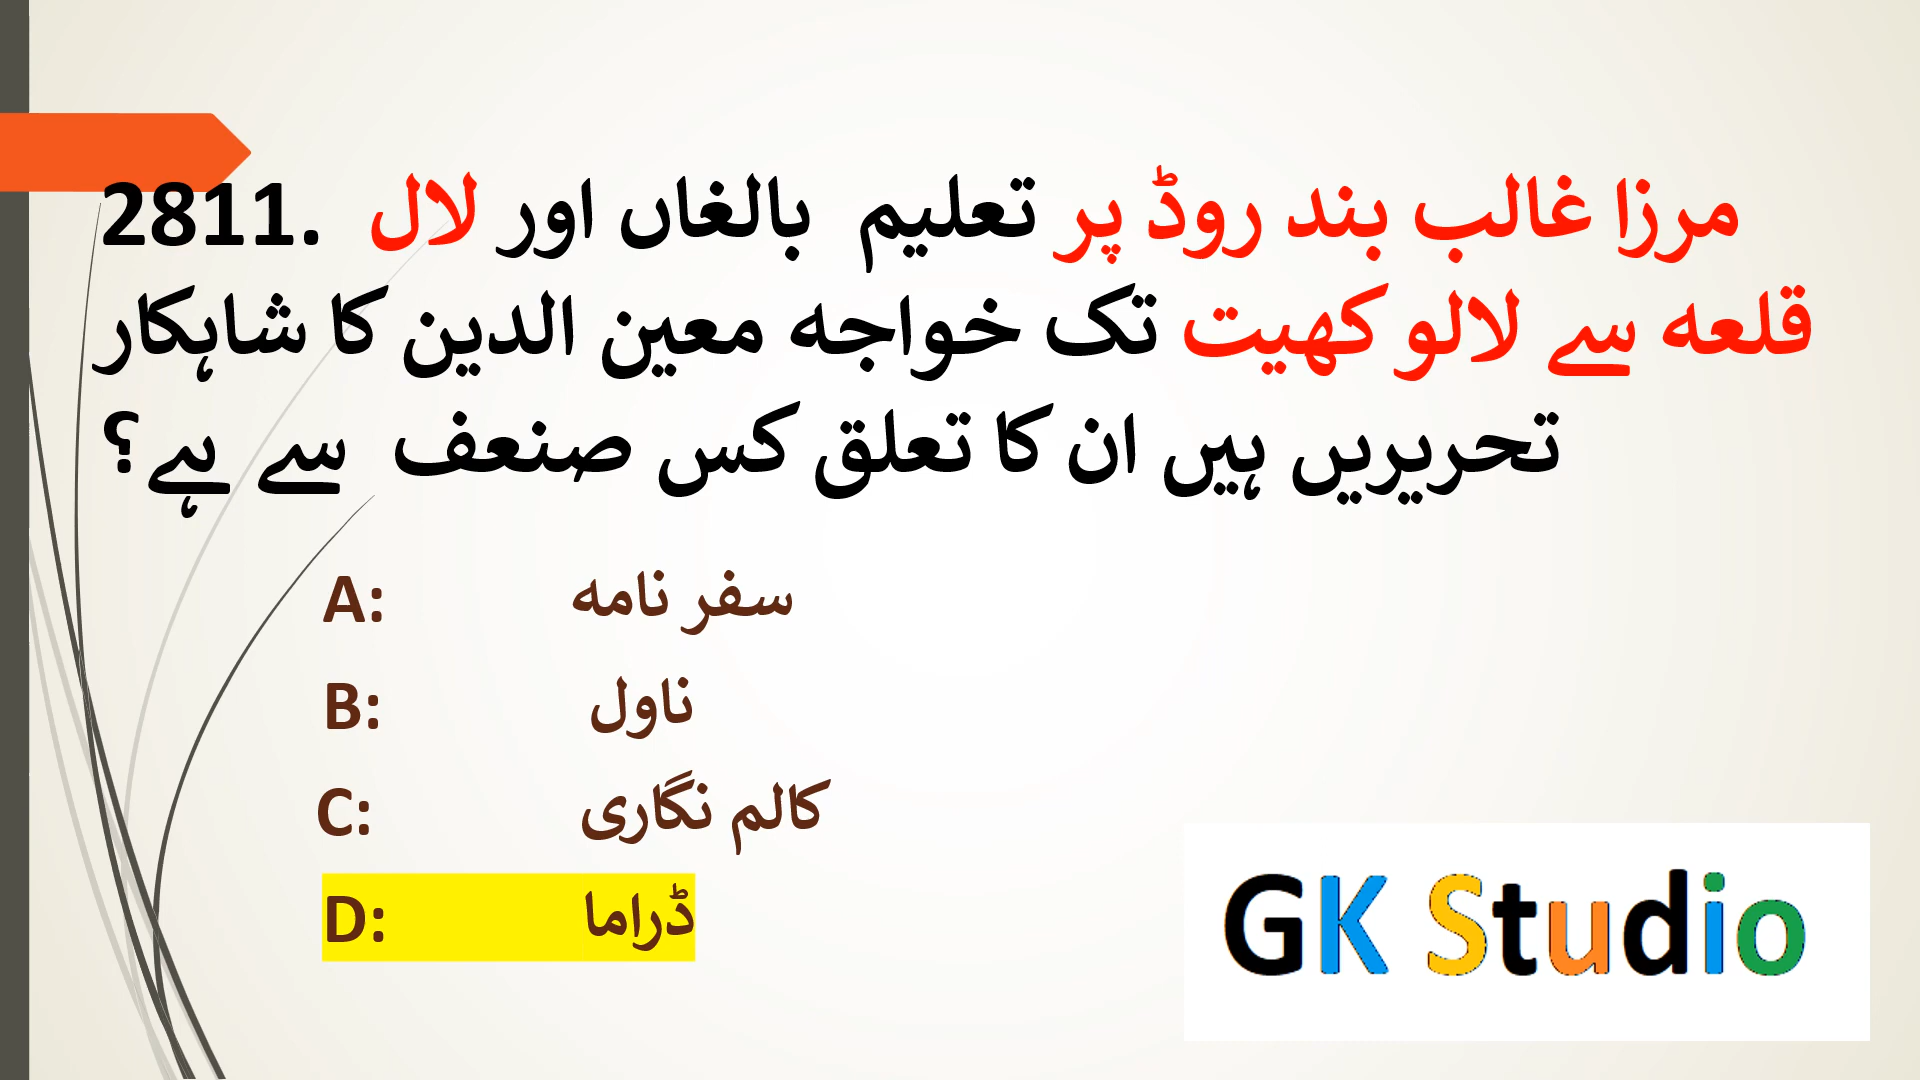 2811. مرزا غالب بند روڈ پر تعلیم بالغاں اور لال
قلعہ سے لالو کھیت تک خواجہ معین الدین کا شاہکار
تحریریں ہیں ان کا تعلق کس صنعف سے ہے؟
A: سفر نامہ
B: ناول
C: کالم نگاری
D: ڈراما
GK Studio